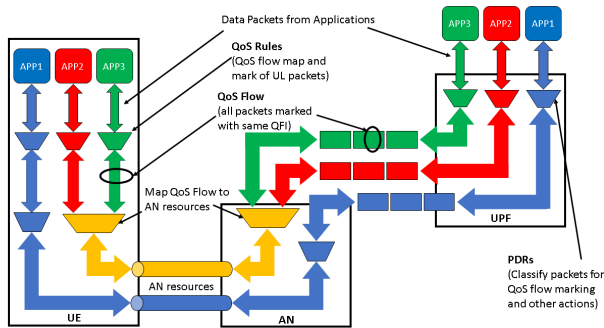 Data Packets from Applications
APP3
APP2
APP1
APP1
APP2
APP3
QoS Rules
(QoS flow map and
mark of UL packets)
QoS Flow
(all packets marked
with same QFI)
Map QoS Flow to
AN resources
UPF
PDRs
(Classify packets for
QoS flow marking
and other actions)
AN resources
UE
AN